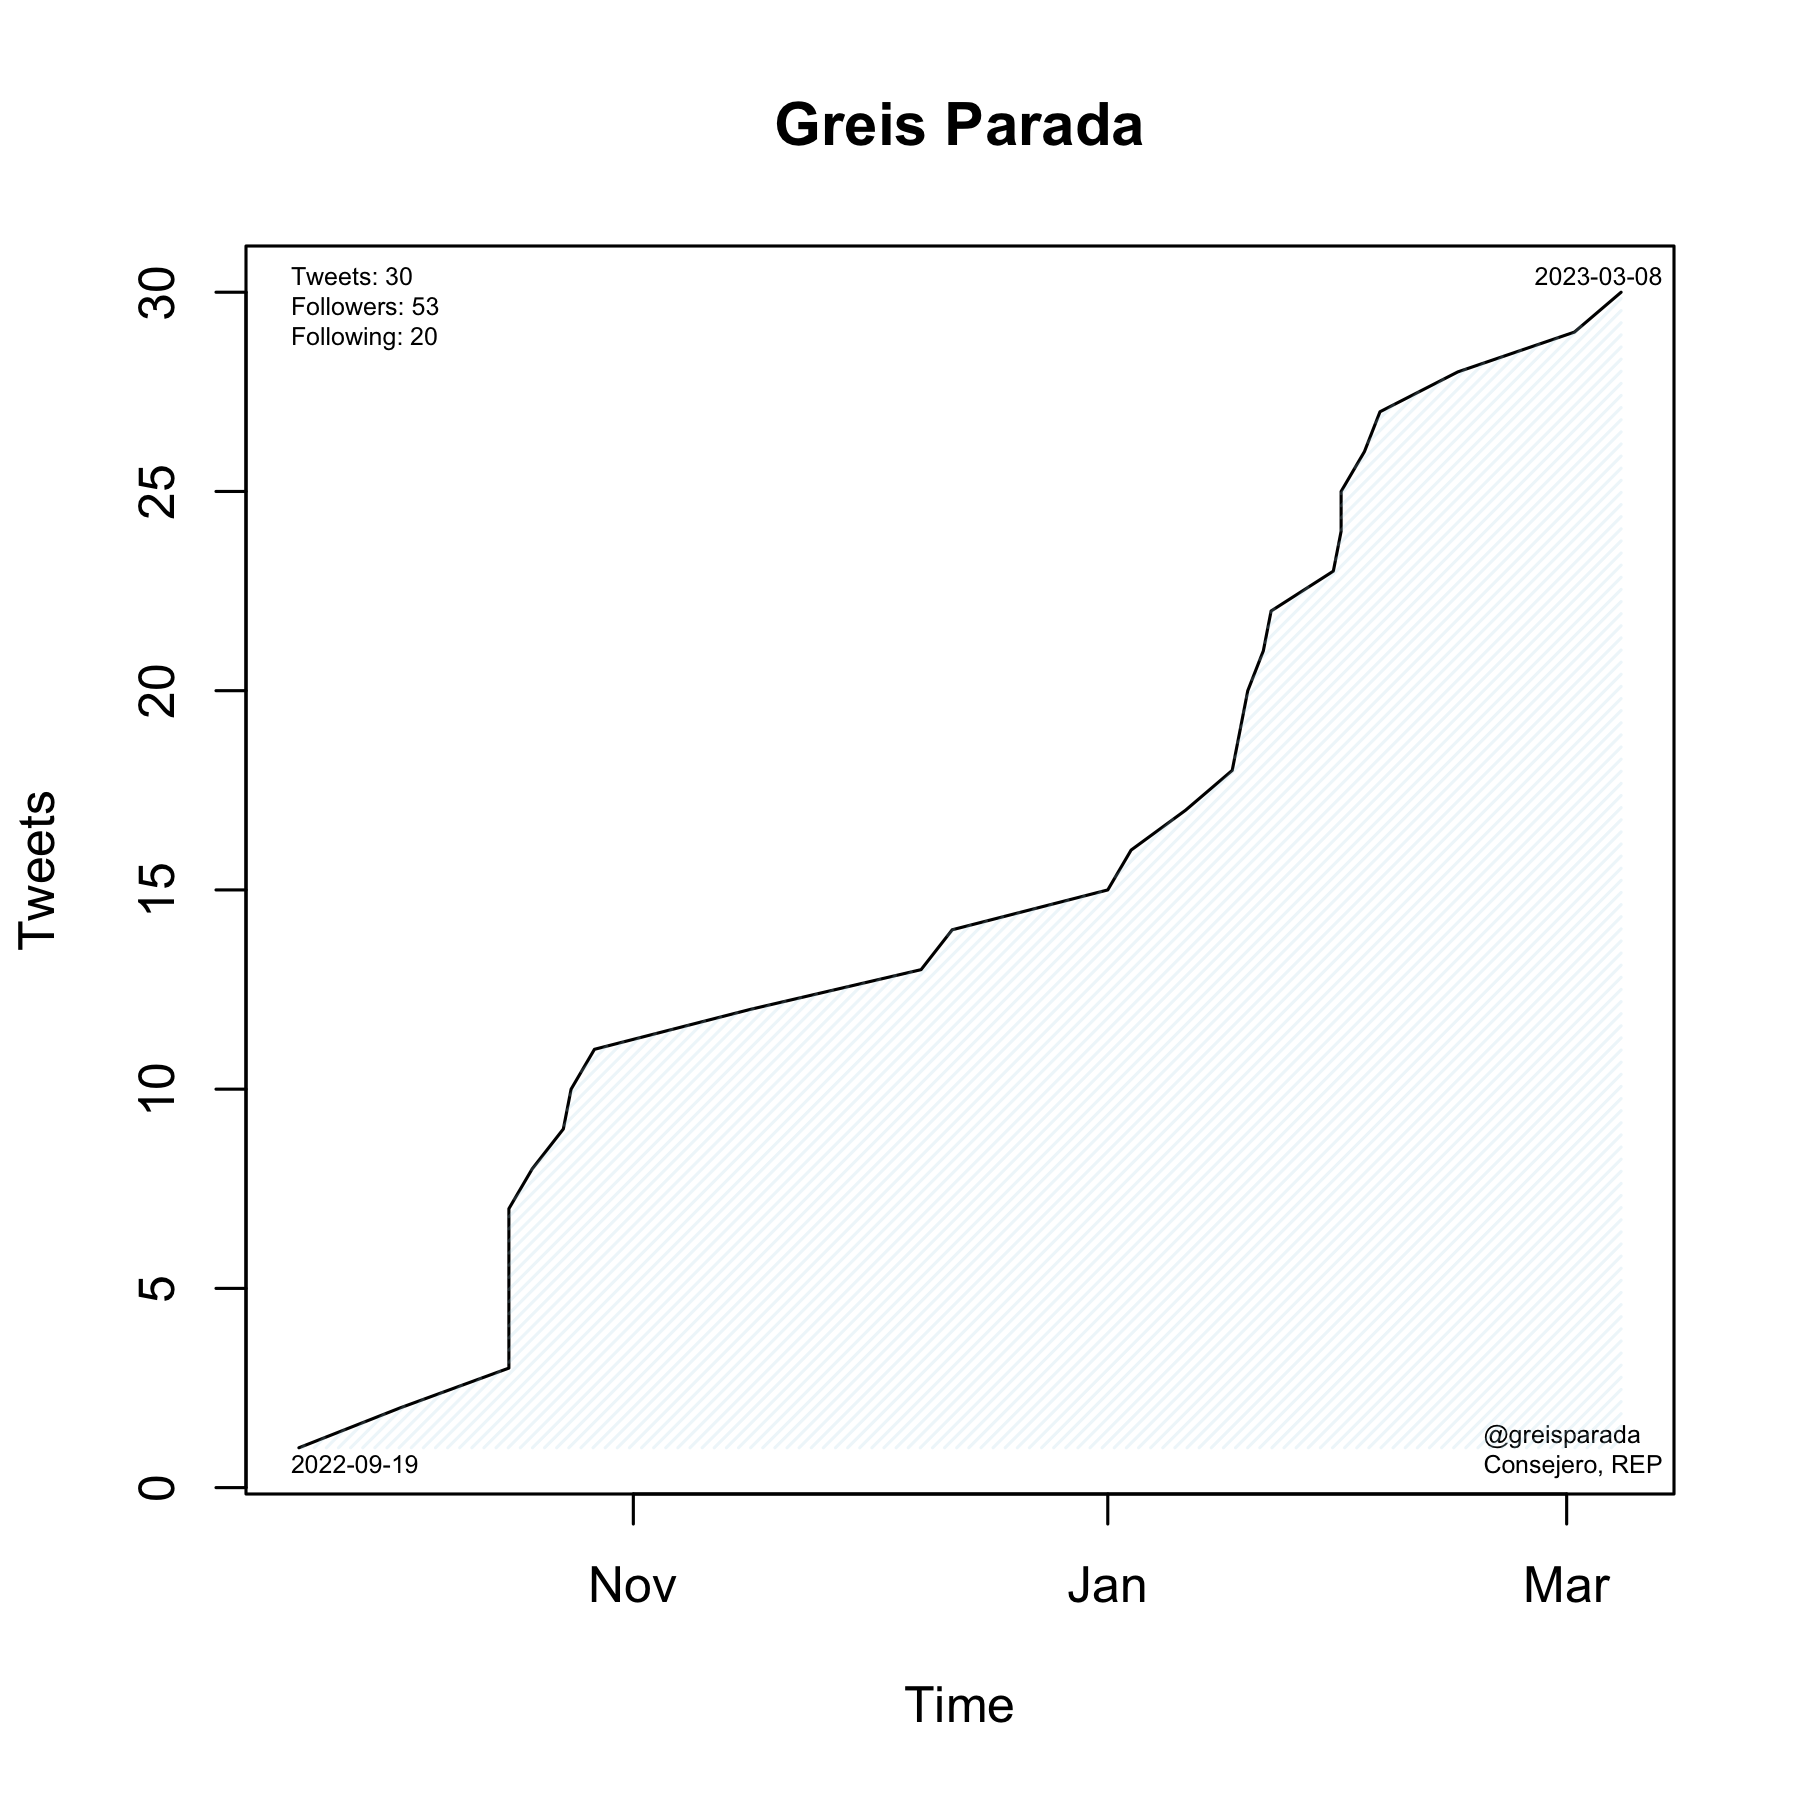 Greis Parada
Tweets: 30
Followers: 53
Following: 20
2023-03-08
30
25
20
15
10
5
0
Tweets
2022-09-19
@greisparada
Consejero, REP
Nov Jan Mar
Time